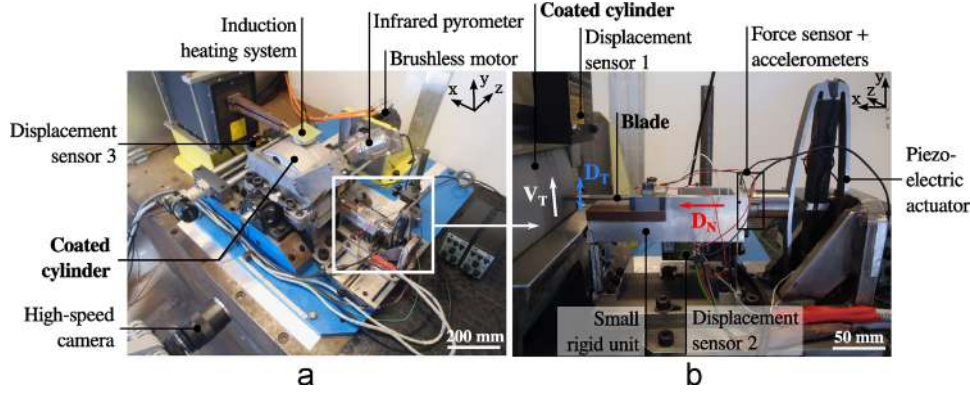 Induction
heating system
Infrared pyrometer
Brushless motor
x
y
z
Displacement
sensor 3
Coated
cylinder
High-speed
camera
200 mm
a
Coated cylinder
Displacement
sensor 1
Force sensor +
accelerometers
Blade
y
z
x
D_T
V_T
D_N
Piezo-
electric
actuator
Small
rigid unit
Displacement
sensor 2
50 mm
b